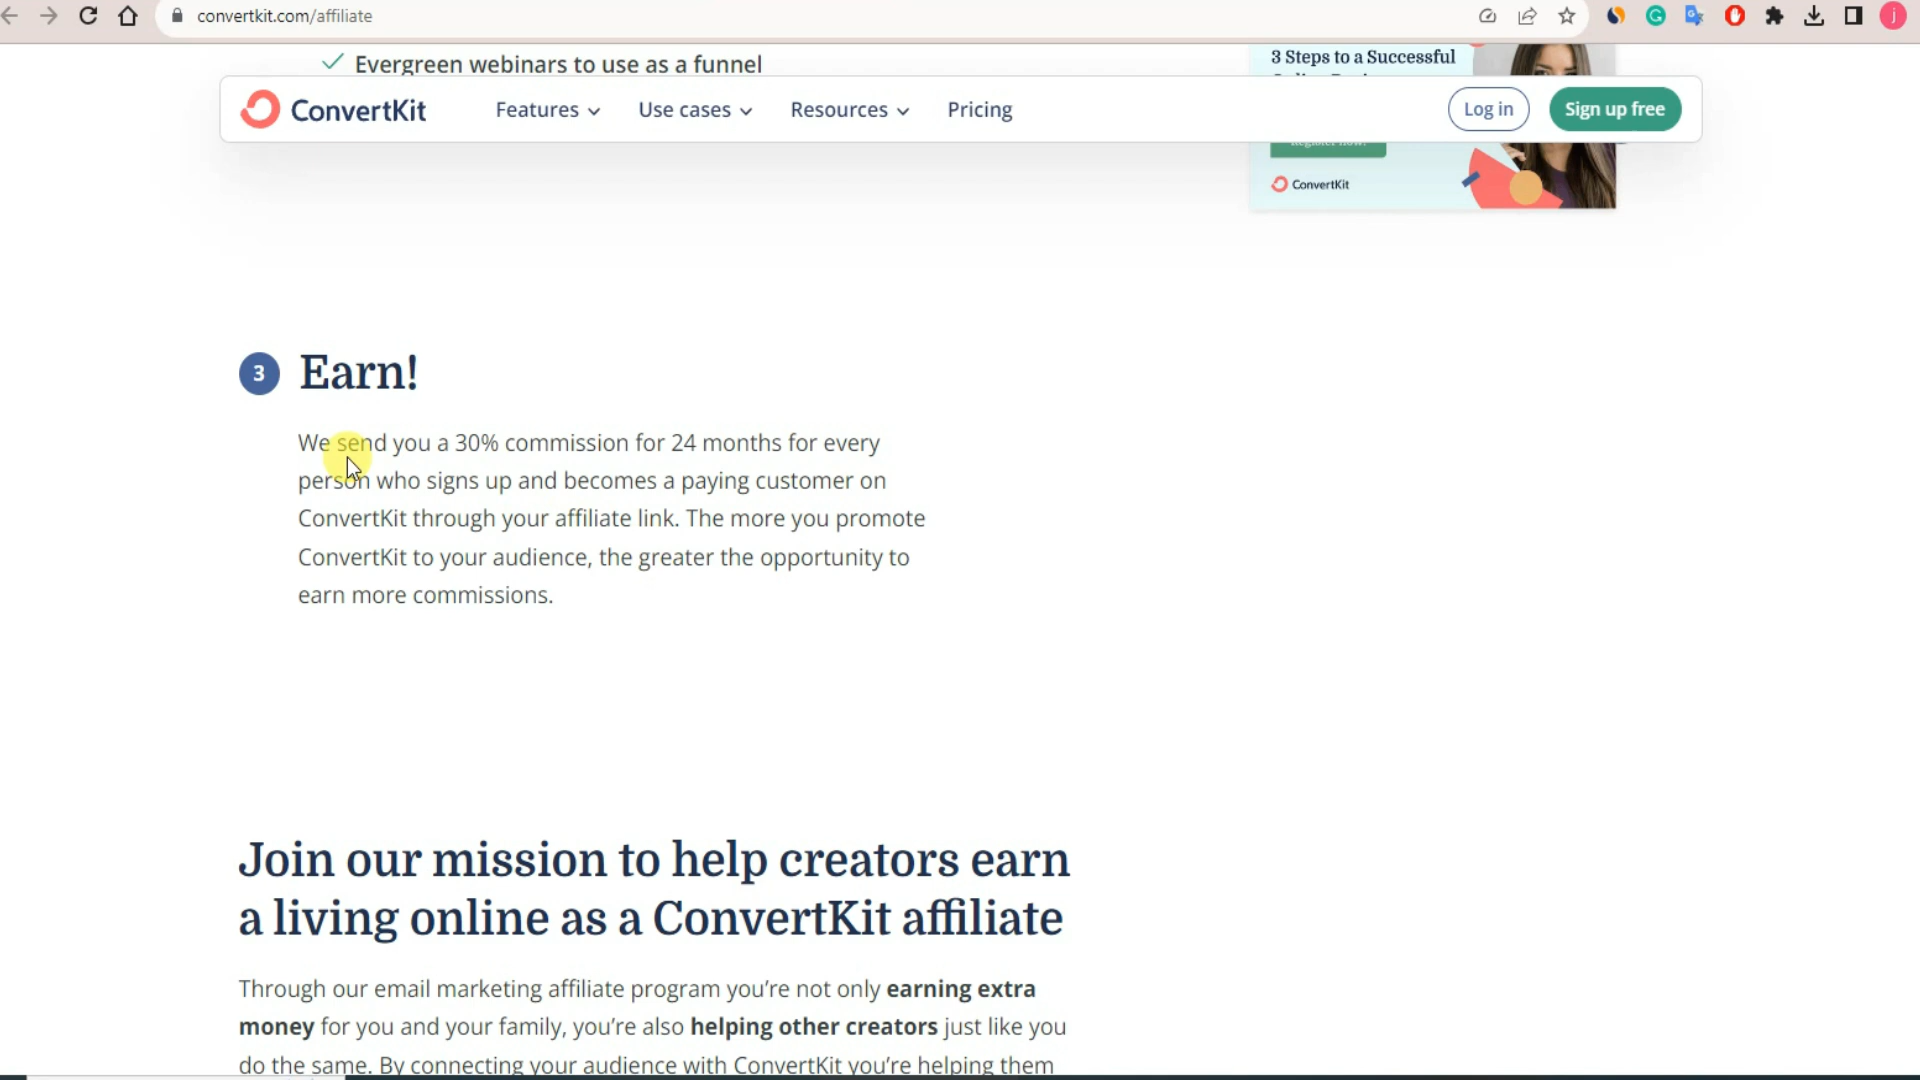 convertkit.com/affiliate
Evergreen webinars to use as a funnel
3 Steps to a Successful
ConvertKit
Features
Use cases
Resources
Pricing
Log in
Sign up free
ConvertKit
3
Earn!
We send you a 30% commission for 24 months for every
person who signs up and becomes a paying customer on
ConvertKit through your affiliate link. The more you promote
ConvertKit to your audience, the greater the opportunity to
earn more commissions.
Join our mission to help creators earn
a living online as a ConvertKit affiliate
Through our email marketing affiliate program you’re not only earning extra
money for you and your family, you’re also helping other creators just like you
do the same. By connecting your audience with ConvertKit you’re helping them